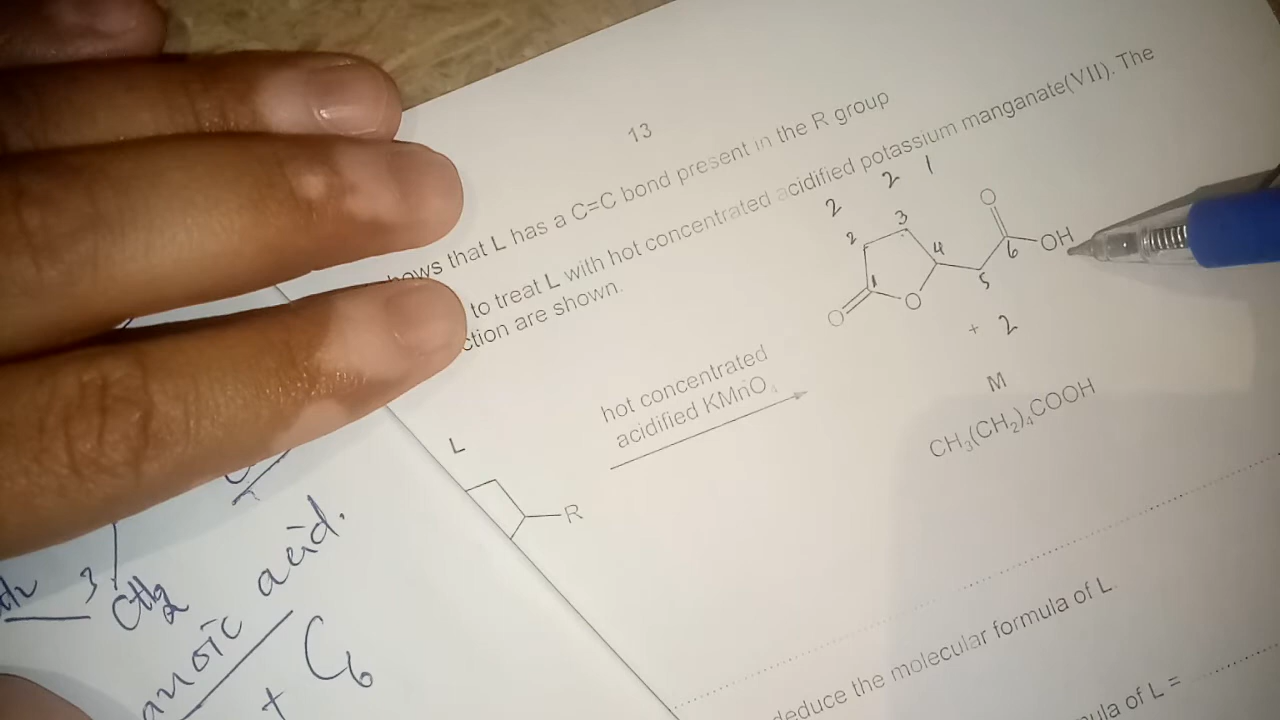 13
shows that L has a C=C bond present in the R group
to treat L with hot concentrated acidified potassium manganate(VII). The
ction are shown.
2 2 1
2 3 4 5 6 1
O O O OH
+ 2
L
hot concentrated
acidified KMnO4
M
CH3(CH2)4COOH
R
3
CH2
anoic acid.
+ C6
deduce the molecular formula of L.
ula of L =